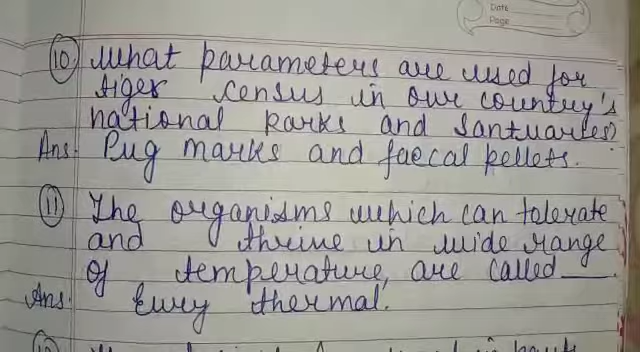 Date
Page
10 What parameters are used for
tiger census in our country's
national parks and Santuaries?
Ans. Pug marks and faecal pellets.
11 The organisms which can tolerate
and thrive in wide range
of temperature, are called ___.
Ans. Eury thermal.